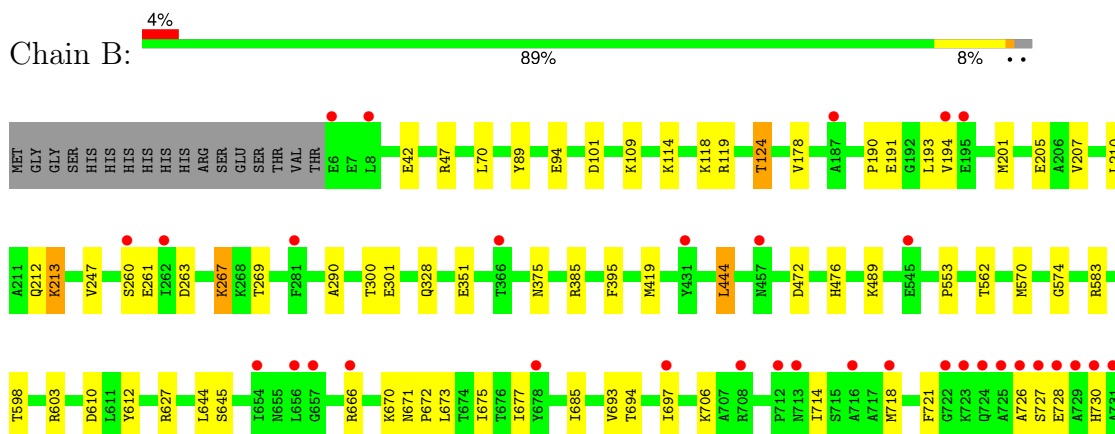 4%
Chain B:
89% 8% • •
MET GLY GLY SER HIS HIS HIS HIS HIS HIS ARG SER GLU SER THR VAL THR E6 E7 L8 E42 R47 L70 Y89 E94 D101 K109 K114 K118 R119 T124 V178 A187 P190 E191 G192 L193 V194 E195 M201 E205 A206 V207 L210
A211 Q212 K213 V247 S260 E261 I262 D263 K267 K268 T269 F281 A290 T300 E301 Q328 E351 T366 N375 R385 F395 M419 Y431 L444 N457 D472 H476 K489 E545 P553 T562 M570 G574 R583
T598 R603 D610 L611 Y612 R627 L644 S645 I654 N655 L656 G657 R666 K670 N671 P672 L673 T674 I675 T676 I677 Y678 I685 V693 T694 I697 K706 A707 R708 P712 N713 I714 S715 A716 A717 M718 F721 G722 K723 Q724 A725 A726 S727 E728 A729 H730 A731